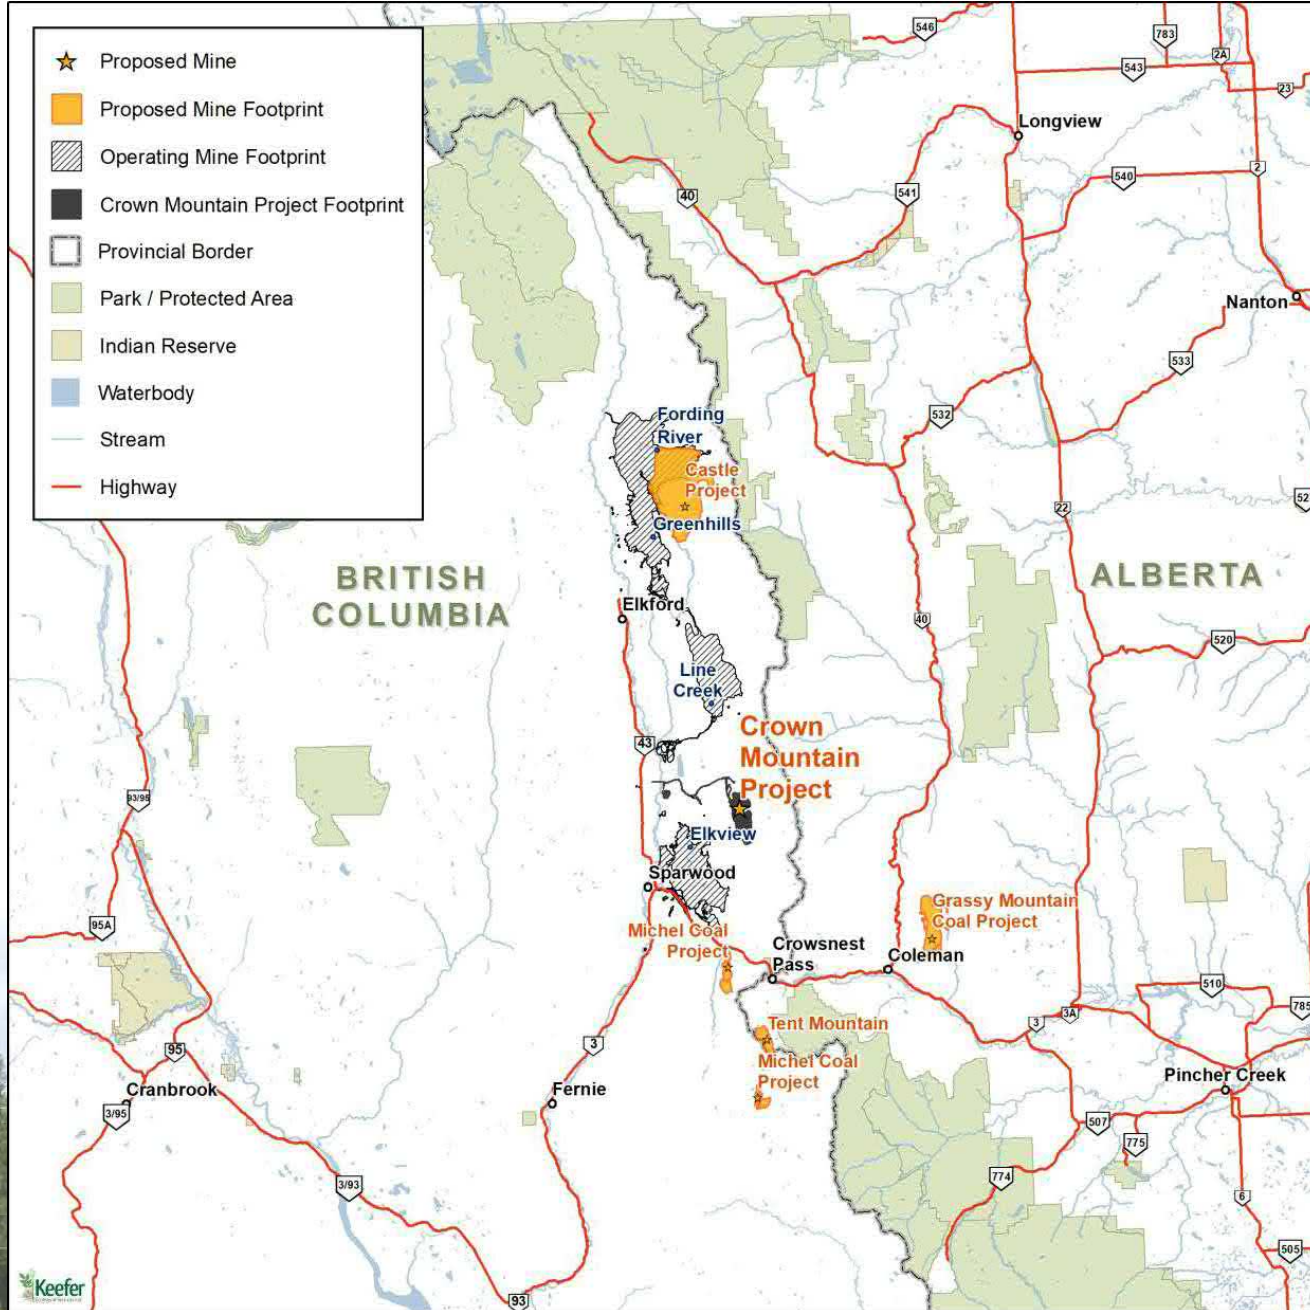 Proposed Mine
Proposed Mine Footprint
Operating Mine Footprint
Crown Mountain Project Footprint
Provincial Border
Park / Protected Area
Indian Reserve
Waterbody
Stream
Highway
546
783
2A
543
23
Longview
40
541
540
2
Nanton
533
532
Fording
River
Castle
Project
Greenhills
22
BRITISH
COLUMBIA
ALBERTA
Elkford
40
520
Line
Creek
43
Crown
Mountain
Project
93/95
Elkview
Sparwood
95A
Michel Coal
Project
Grassy Mountain
Coal Project
Crowsnest
Pass
Coleman
510
785
3
3A
Tent Mountain
3
95
Michel Coal
Project
Pincher Creek
Cranbrook
3/95
Fernie
507
775
774
3/93
6
505
93
Keefer